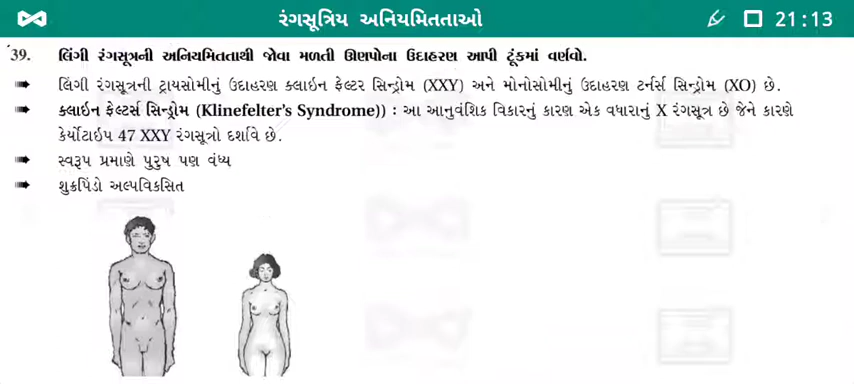 રંગસૂત્રિય અનિયમિતતાઓ
21:13
39. લિંગી રંગસૂત્રની અનિયમિતતાથી જોવા મળતી ઊણપોના ઉદાહરણ આપી ટૂંકમાં વર્ણવો.
➠ લિંગી રંગસૂત્રની ટ્રાયસોમીનું ઉદાહરણ ક્લાઇન ફેલ્ટર સિન્ડ્રોમ (XXY) અને મોનોસોમીનું ઉદાહરણ ટર્નર્સ સિન્ડ્રોમ (XO) છે.
➠ ક્લાઇન ફેલ્ટર્સ સિન્ડ્રોમ (Klinefelter's Syndrome)) : આ આનુવંશિક વિકારનું કારણ એક વધારાનું X રંગસૂત્ર છે જેને કારણે
કેર્યોટાઇપ 47 XXY રંગસૂત્રો દર્શાવે છે.
➠ સ્વરૂપ પ્રમાણે પુરુષ પણ વંધ્ય
➠ શુક્રપિંડો અલ્પવિકસિત